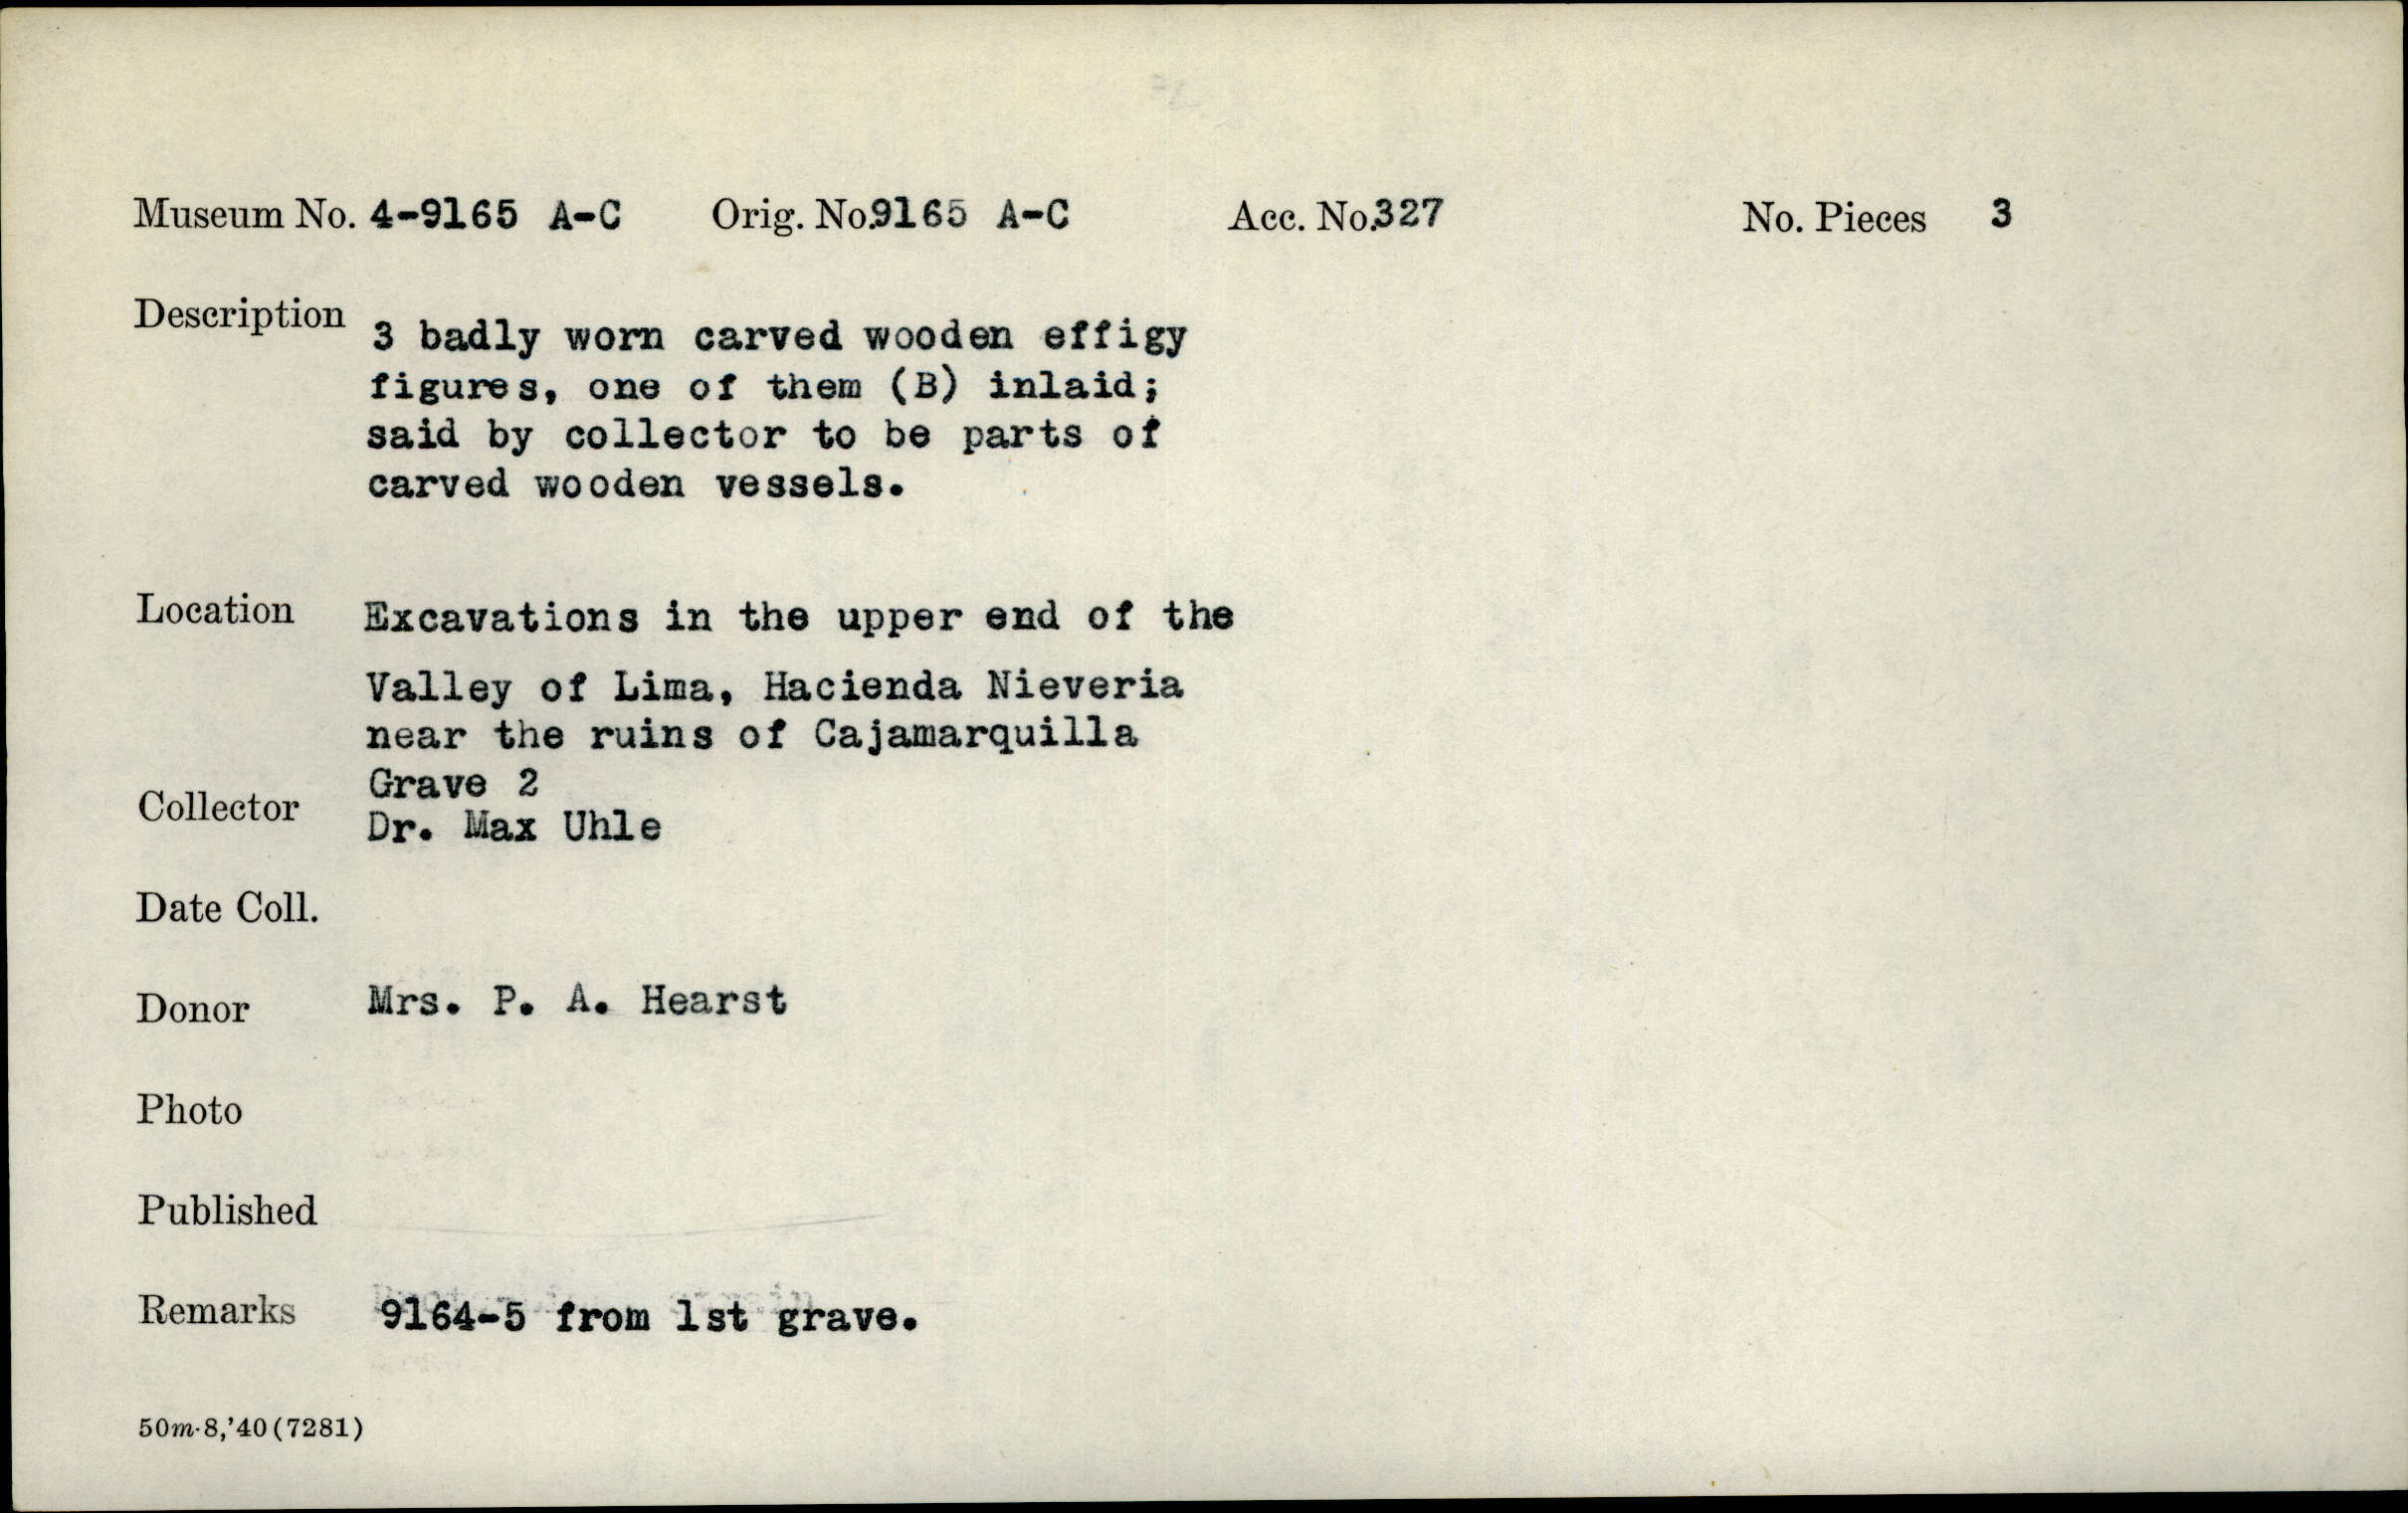 Museum No. 4-9165 A-C Orig. No.9165 A-C Acc. No.327 No. Pieces 3
Description 3 badly worn carved wooden effigy
figures, one of them (B) inlaid;
said by collector to be parts of
carved wooden vessels.
Location Excavations in the upper end of the
Valley of Lima, Hacienda Nieveria
near the ruins of Cajamarquilla
Grave 2
Collector Dr. Max Uhle
Date Coll.
Donor Mrs. P. A. Hearst
Photo
Published
Remarks 9164-5 from 1st grave.
50m-8,'40(7281)